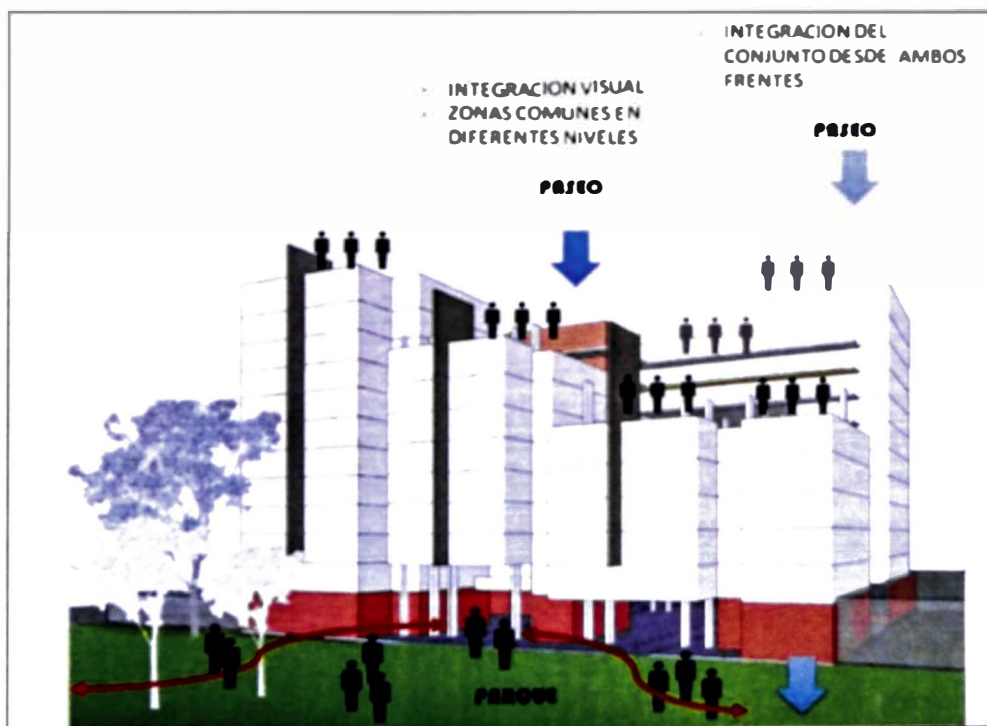 INTEGRACION DEL
CONJUNTO DESDE AMBOS
FRENTES
PASEO
INTEGRACION VISUAL
ZONAS COMUNES EN
DIFERENTES NIVELES
PASEO
PARQUE